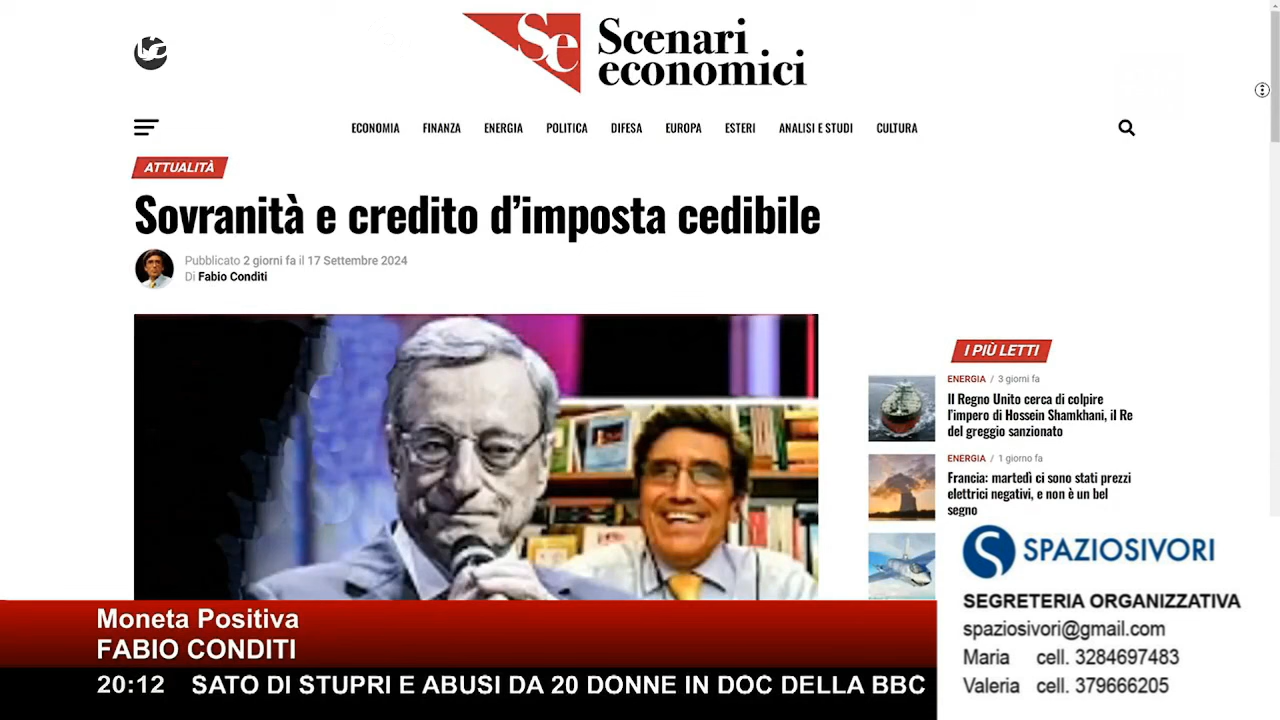 Se Scenari
economici
ECONOMIA FINANZA ENERGIA POLITICA DIFESA EUROPA ESTERI ANALISI E STUDI CULTURA
ATTUALITÀ
Sovranità e credito d'imposta cedibile
Pubblicato 2 giorni fa il 17 Settembre 2024
Di Fabio Conditi
I PIÙ LETTI
ENERGIA / 3 giorni fa
Il Regno Unito cerca di colpire
l'impero di Hossein Shamkhani, il Re
del greggio sanzionato
ENERGIA / 1 giorno fa
Francia: martedì ci sono stati prezzi
elettrici negativi, e non è un bel
segno
S SPAZIOSIVORI
SEGRETERIA ORGANIZZATIVA
spaziosivori@gmail.com
Maria cell. 3284697483
Valeria cell. 379666205
Moneta Positiva
FABIO CONDITI
20:12 SATO DI STUPRI E ABUSI DA 20 DONNE IN DOC DELLA BBC